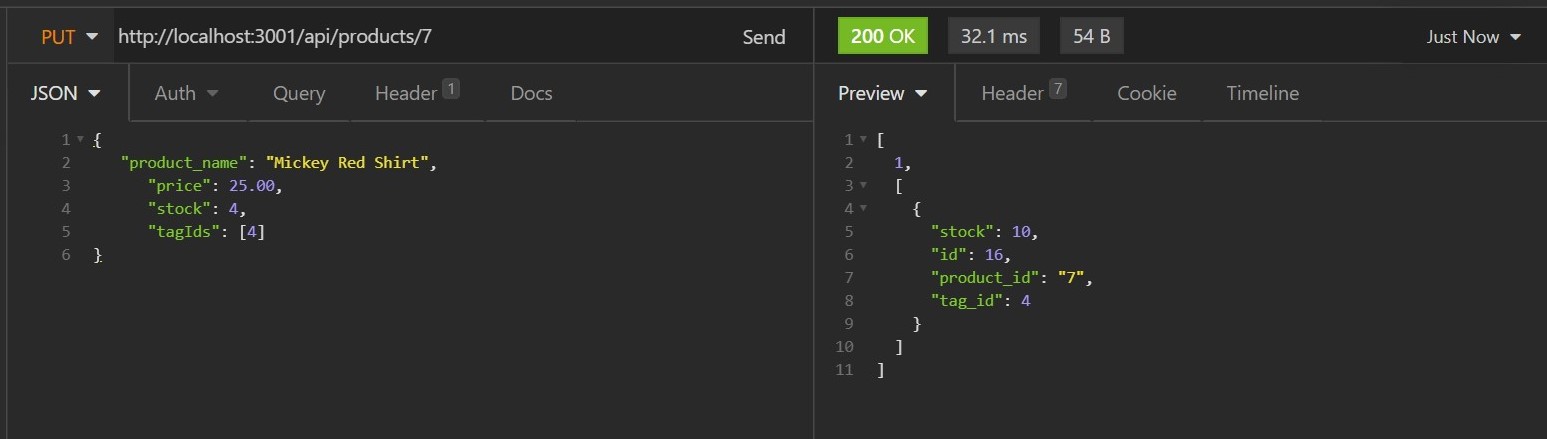 PUT http://localhost:3001/api/products/7 Send
JSON Auth Query Header 1 Docs
1 {
2 "product_name": "Mickey Red Shirt",
3 "price": 25.00,
4 "stock": 4,
5 "tagIds": [4]
6 }
200 OK 32.1 ms 54 B Just Now
Preview Header 7 Cookie Timeline
1 [
2 1,
3 [
4 {
5 "stock": 10,
6 "id": 16,
7 "product_id": "7",
8 "tag_id": 4
9 }
10 ]
11 ]